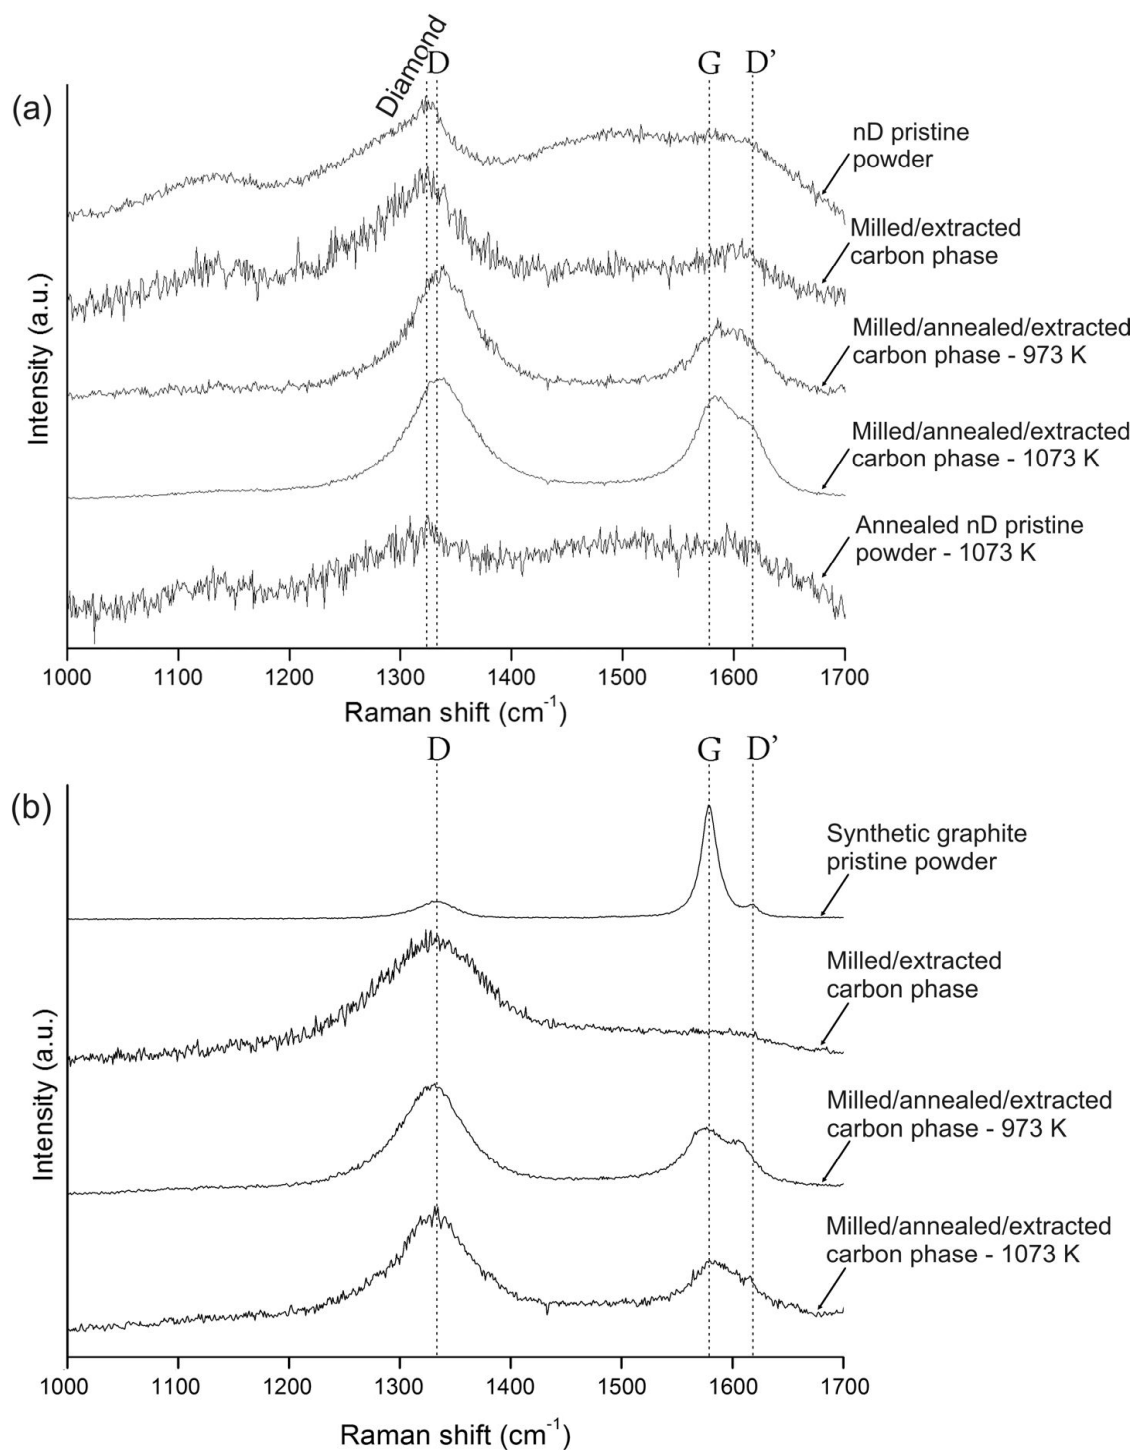 (a)
Diamond
D
G
D’
nD pristine
powder
Milled/extracted
carbon phase
Milled/annealed/extracted
carbon phase - 973 K
Milled/annealed/extracted
carbon phase - 1073 K
Annealed nD pristine
powder - 1073 K
Intensity (a.u.)
1000 1100 1200 1300 1400 1500 1600 1700
Raman shift (cm⁻¹)
(b)
D
G
D’
Synthetic graphite
pristine powder
Milled/extracted
carbon phase
Milled/annealed/extracted
carbon phase - 973 K
Milled/annealed/extracted
carbon phase - 1073 K
Intensity (a.u.)
1000 1100 1200 1300 1400 1500 1600 1700
Raman shift (cm⁻¹)